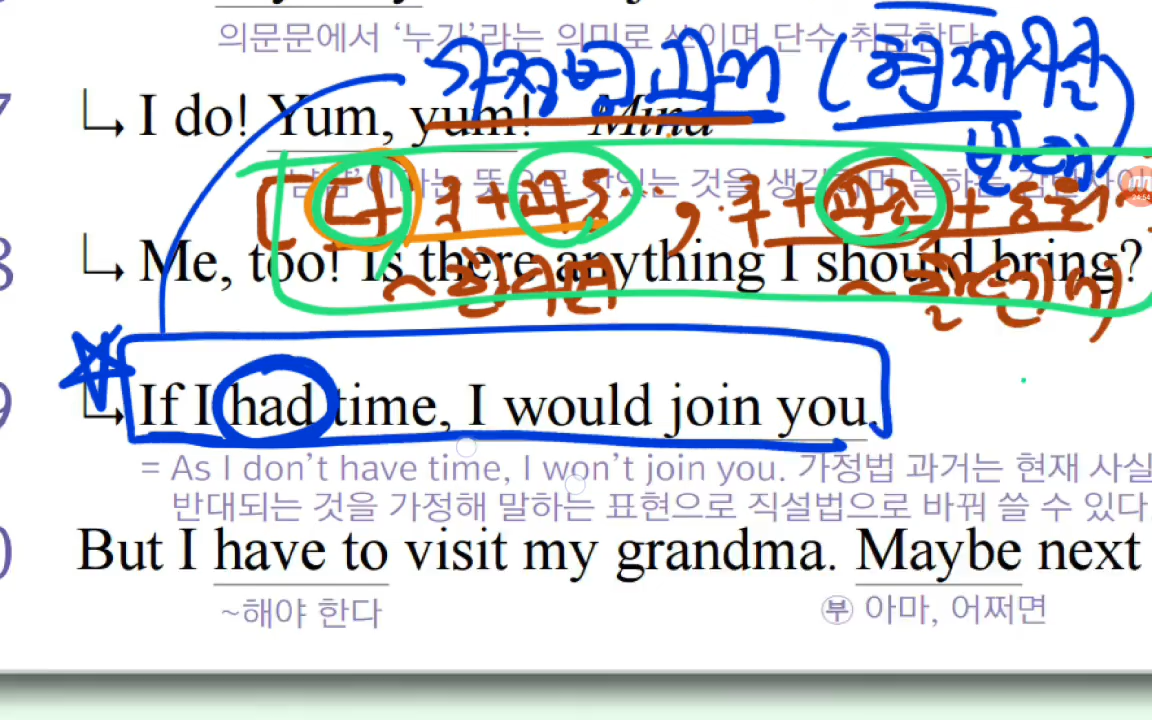 의문문에서 ‘누가’라는 의미로 쓰이며 단수 취급한다
가정법 과거 (현재사실 반대)
7 ↳ I do! Yum, yum! Mina
[If 주+과·동··, 주+과조+동원
8 ↳ Me, too! Is there anything I should bring?
~한다면 ~할 (인)
9 ↳ If I had time, I would join you.
= As I don’t have time, I won’t join you. 가정법 과거는 현재 사실
반대되는 것을 가정해 말하는 표현으로 직설법으로 바꿔 쓸 수 있다
But I have to visit my grandma. Maybe next
~해야 한다 ㊝ 아마, 어쩌면